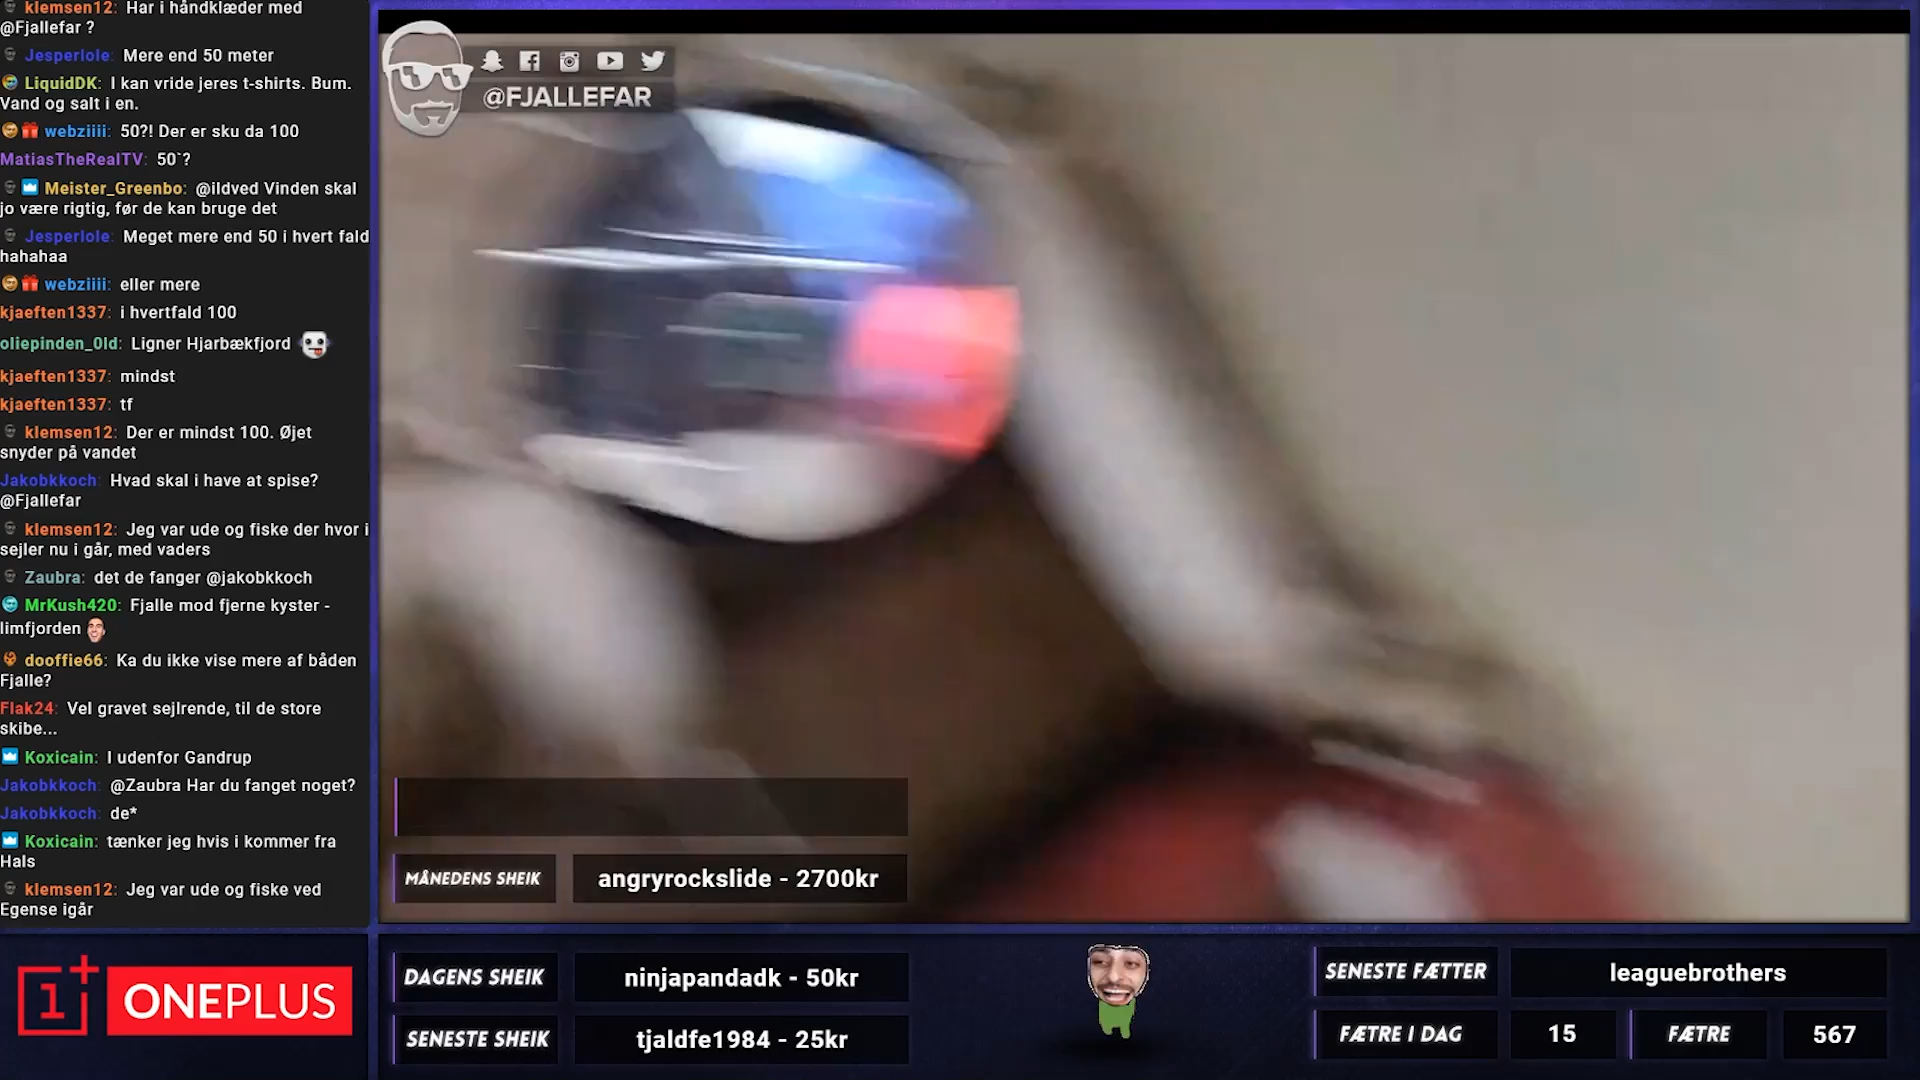 klemsen12: Har i håndklæder med
@Fjallefar ?
Jesperlole: Mere end 50 meter
LiquidDK: I kan vride jeres t-shirts. Bum.
Vand og salt i en.
webziiii: 50?! Der er sku da 100
MatiasTheRealTV: 50`?
Meister_Greenbo: @ildved Vinden skal
jo være rigtig, før de kan bruge det
Jesperlole: Meget mere end 50 i hvert fald
hahahaa
webziiii: eller mere
kjaeften1337: i hvertfald 100
oliepinden_0ld: Ligner Hjarbækfjord
kjaeften1337: mindst
kjaeften1337: tf
klemsen12: Der er mindst 100. Øjet
snyder på vandet
Jakobkkoch: Hvad skal i have at spise?
@Fjallefar
klemsen12: Jeg var ude og fiske der hvor i
sejler nu i går, med vaders
Zaubra: det de fanger @jakobkkoch
MrKush420: Fjalle mod fjerne kyster -
limfjorden
dooffie66: Ka du ikke vise mere af båden
Fjalle?
Flak24: Vel gravet sejlrende, til de store
skibe...
Koxicain: I udenfor Gandrup
Jakobkkoch: @Zaubra Har du fanget noget?
Jakobkkoch: de*
Koxicain: tænker jeg hvis i kommer fra
Hals
klemsen12: Jeg var ude og fiske ved
Egense igår
@FJALLEFAR
MÅNEDENS SHEIK
angryrockslide - 2700kr
1+ ONEPLUS
DAGENS SHEIK
ninjapandadk - 50kr
SENESTE SHEIK
tjaldfe1984 - 25kr
SENESTE FÆTTER
leaguebrothers
FÆTRE I DAG
15
FÆTRE
567